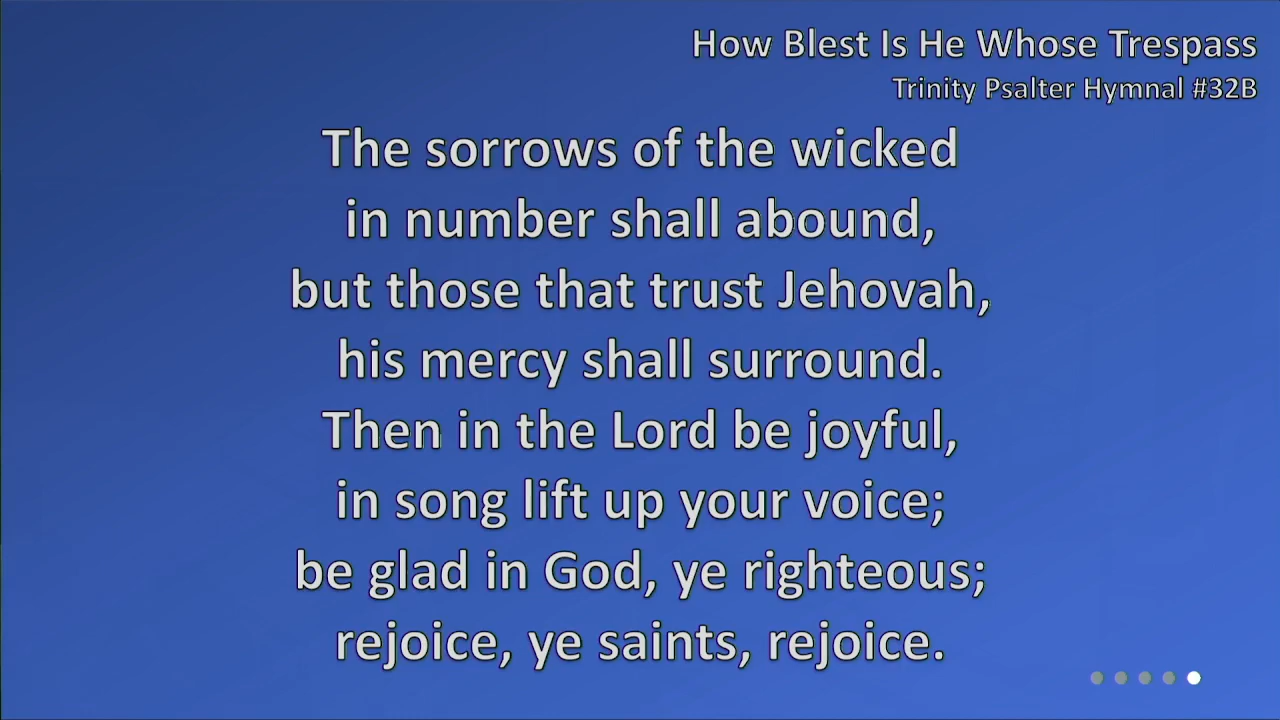 How Blest Is He Whose Trespass
Trinity Psalter Hymnal #32B
The sorrows of the wicked
in number shall abound,
but those that trust Jehovah,
his mercy shall surround.
Then in the Lord be joyful,
in song lift up your voice;
be glad in God, ye righteous;
rejoice, ye saints, rejoice.